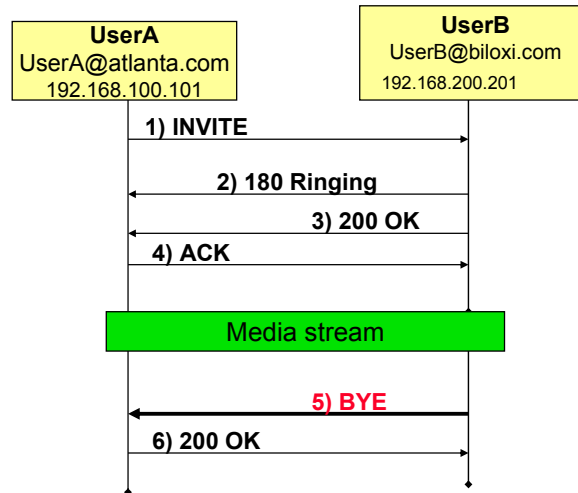 UserA
UserA@atlanta.com
192.168.100.101
UserB
UserB@biloxi.com
192.168.200.201
1) INVITE
2) 180 Ringing
3) 200 OK
4) ACK
Media stream
5) BYE
6) 200 OK